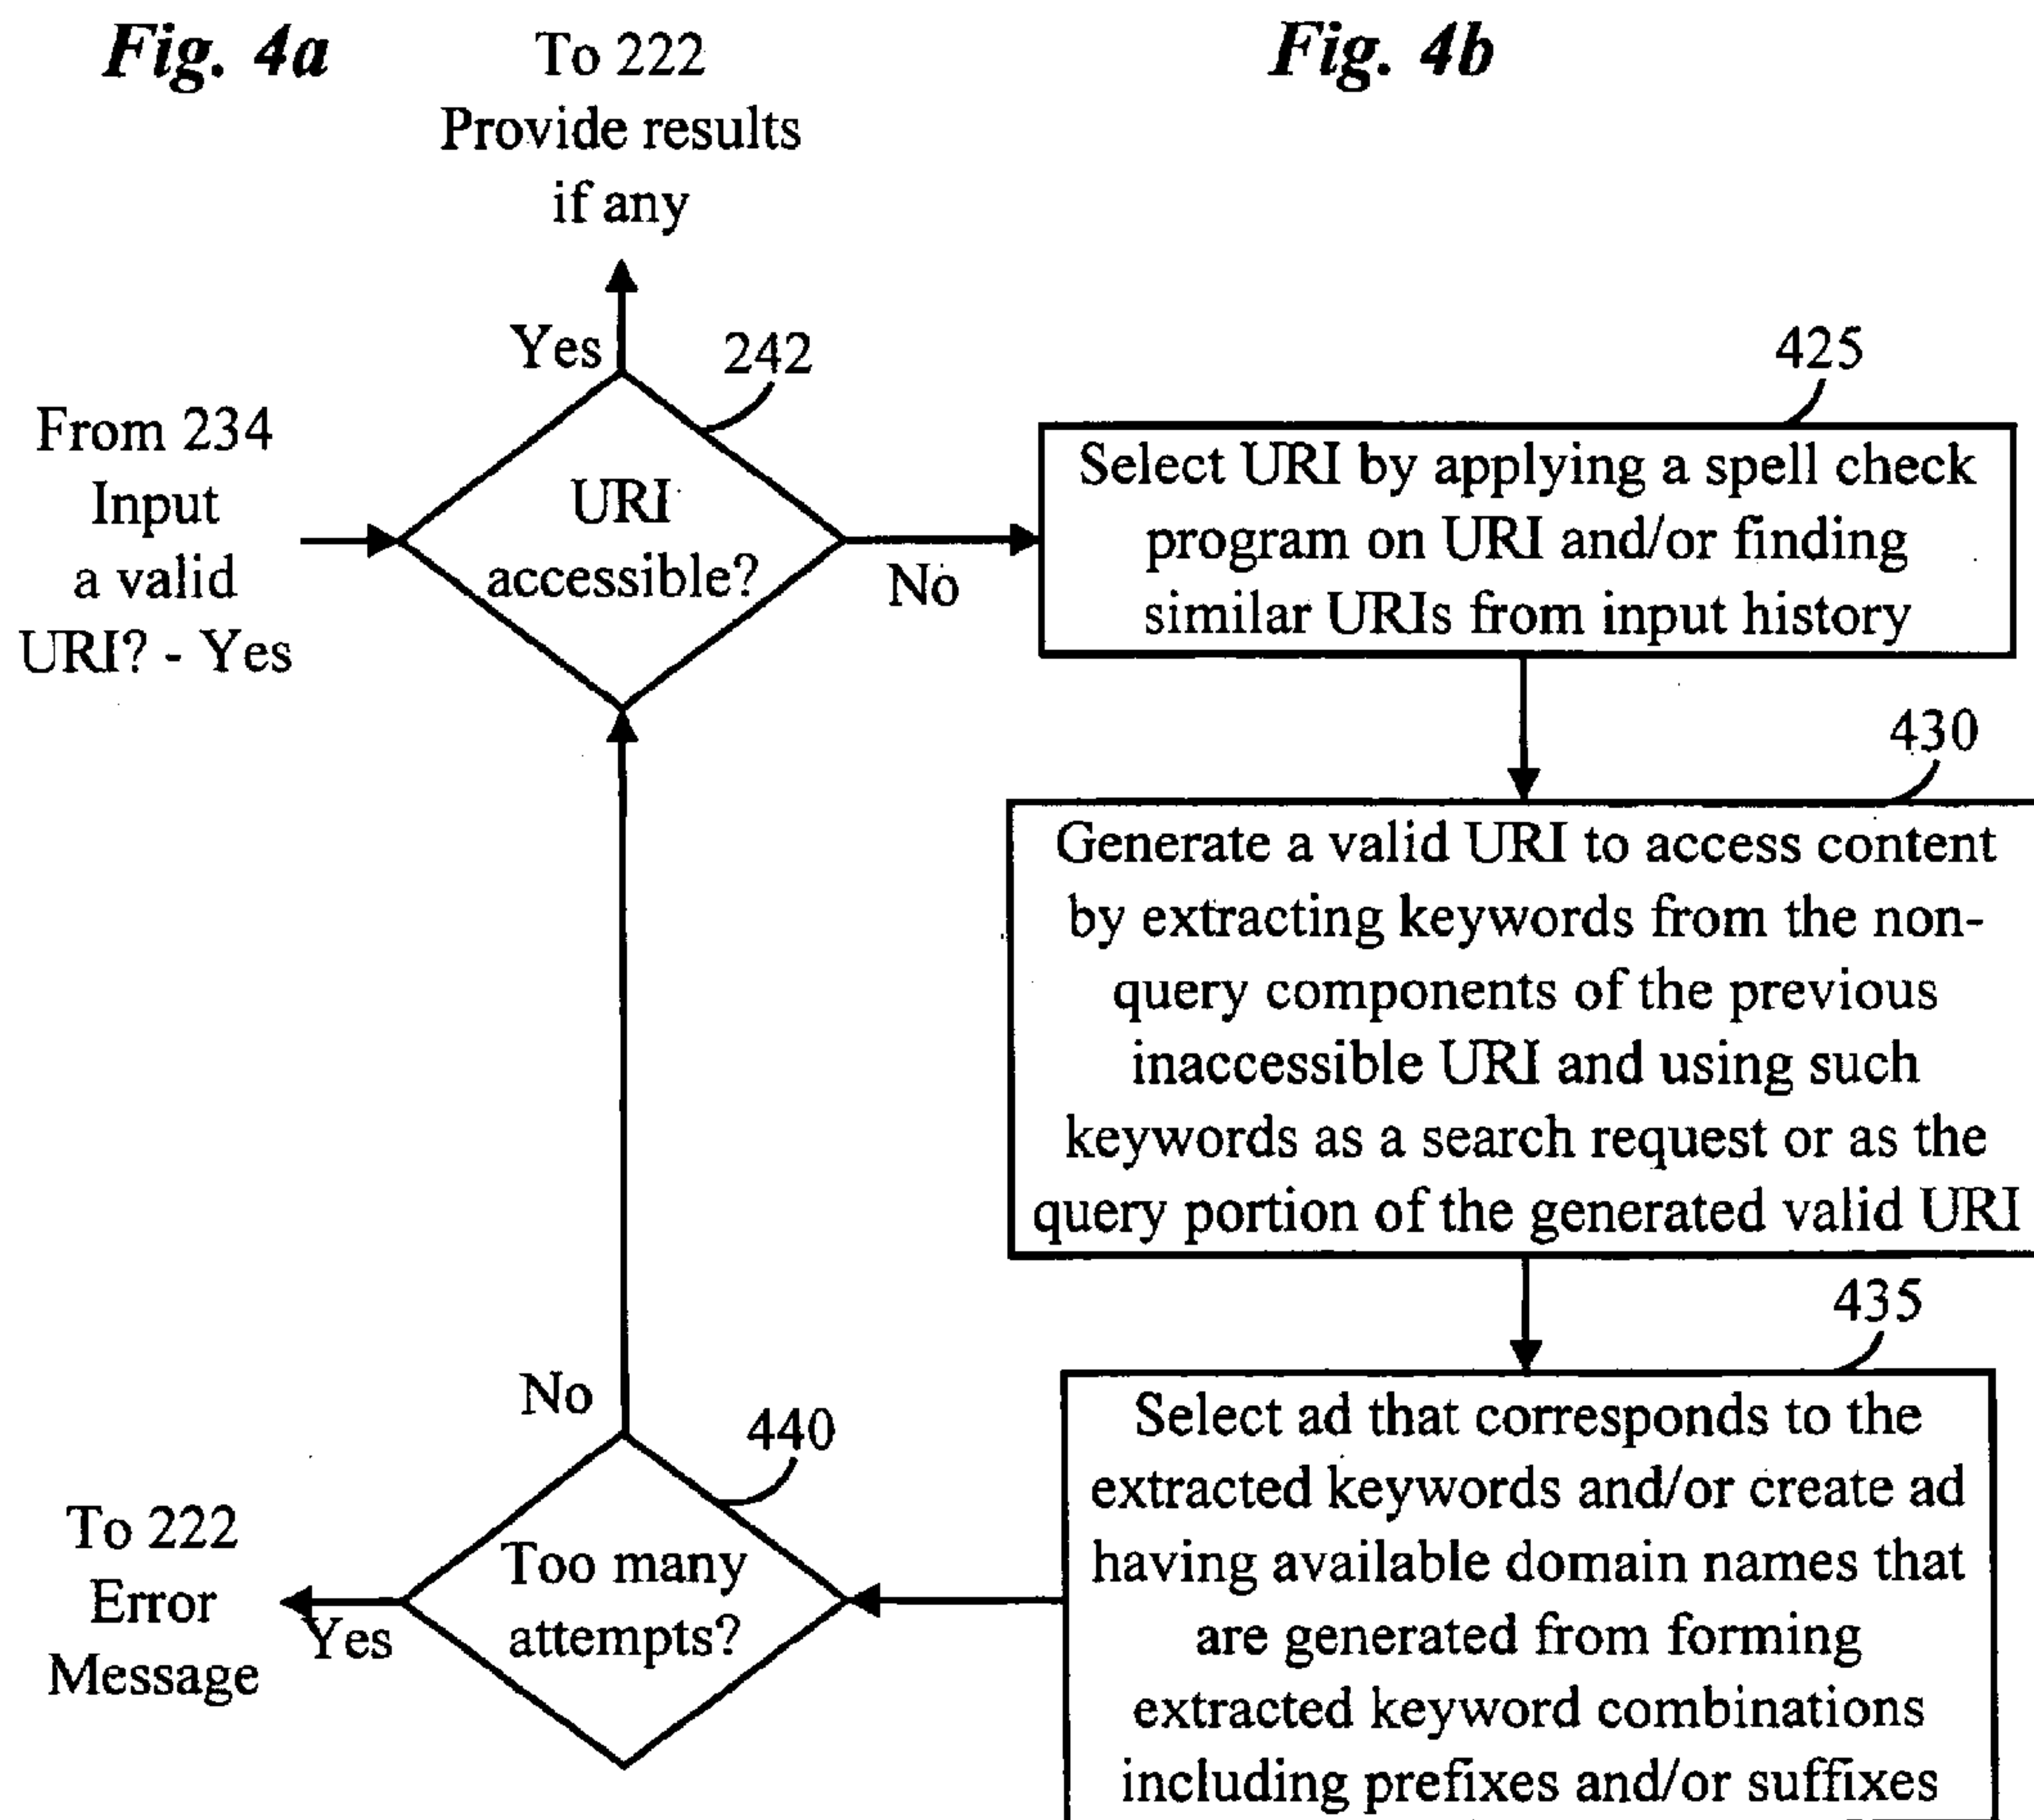 Fig. 4a
Fig. 4b
To 222
Provide results
if any
Yes
242
From 234
Input
a valid
URI? - Yes
URI
accessible?
No
425
Select URI by applying a spell check
program on URI and/or finding
similar URIs from input history
430
Generate a valid URI to access content
by extracting keywords from the non-
query components of the previous
inaccessible URI and using such
keywords as a search request or as the
query portion of the generated valid URI
435
Select ad that corresponds to the
extracted keywords and/or create ad
having available domain names that
are generated from forming
extracted keyword combinations
including prefixes and/or suffixes
No
440
Too many
attempts?
Yes
To 222
Error
Message